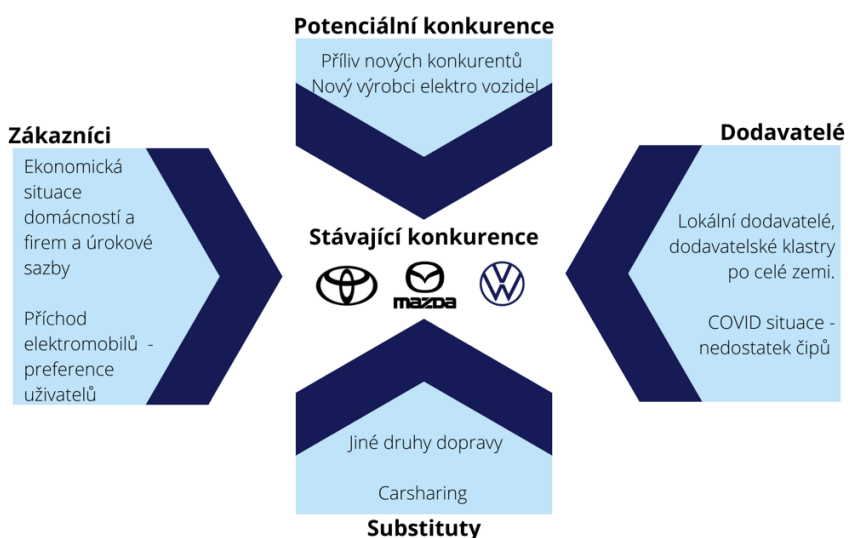 Potenciální konkurence
Příliv nových konkurentů
Nový výrobci elektro vozidel
Zákazníci
Ekonomická
situace
domácností a
firem a úrokové
sazby
Příchod
elektromobilů -
preference
uživatelů
Stávající konkurence
mazda
Dodavatelé
Lokální dodavatelé,
dodavatelské klastry
po celé zemi.
COVID situace -
nedostatek čipů
Jiné druhy dopravy
Carsharing
Substituty